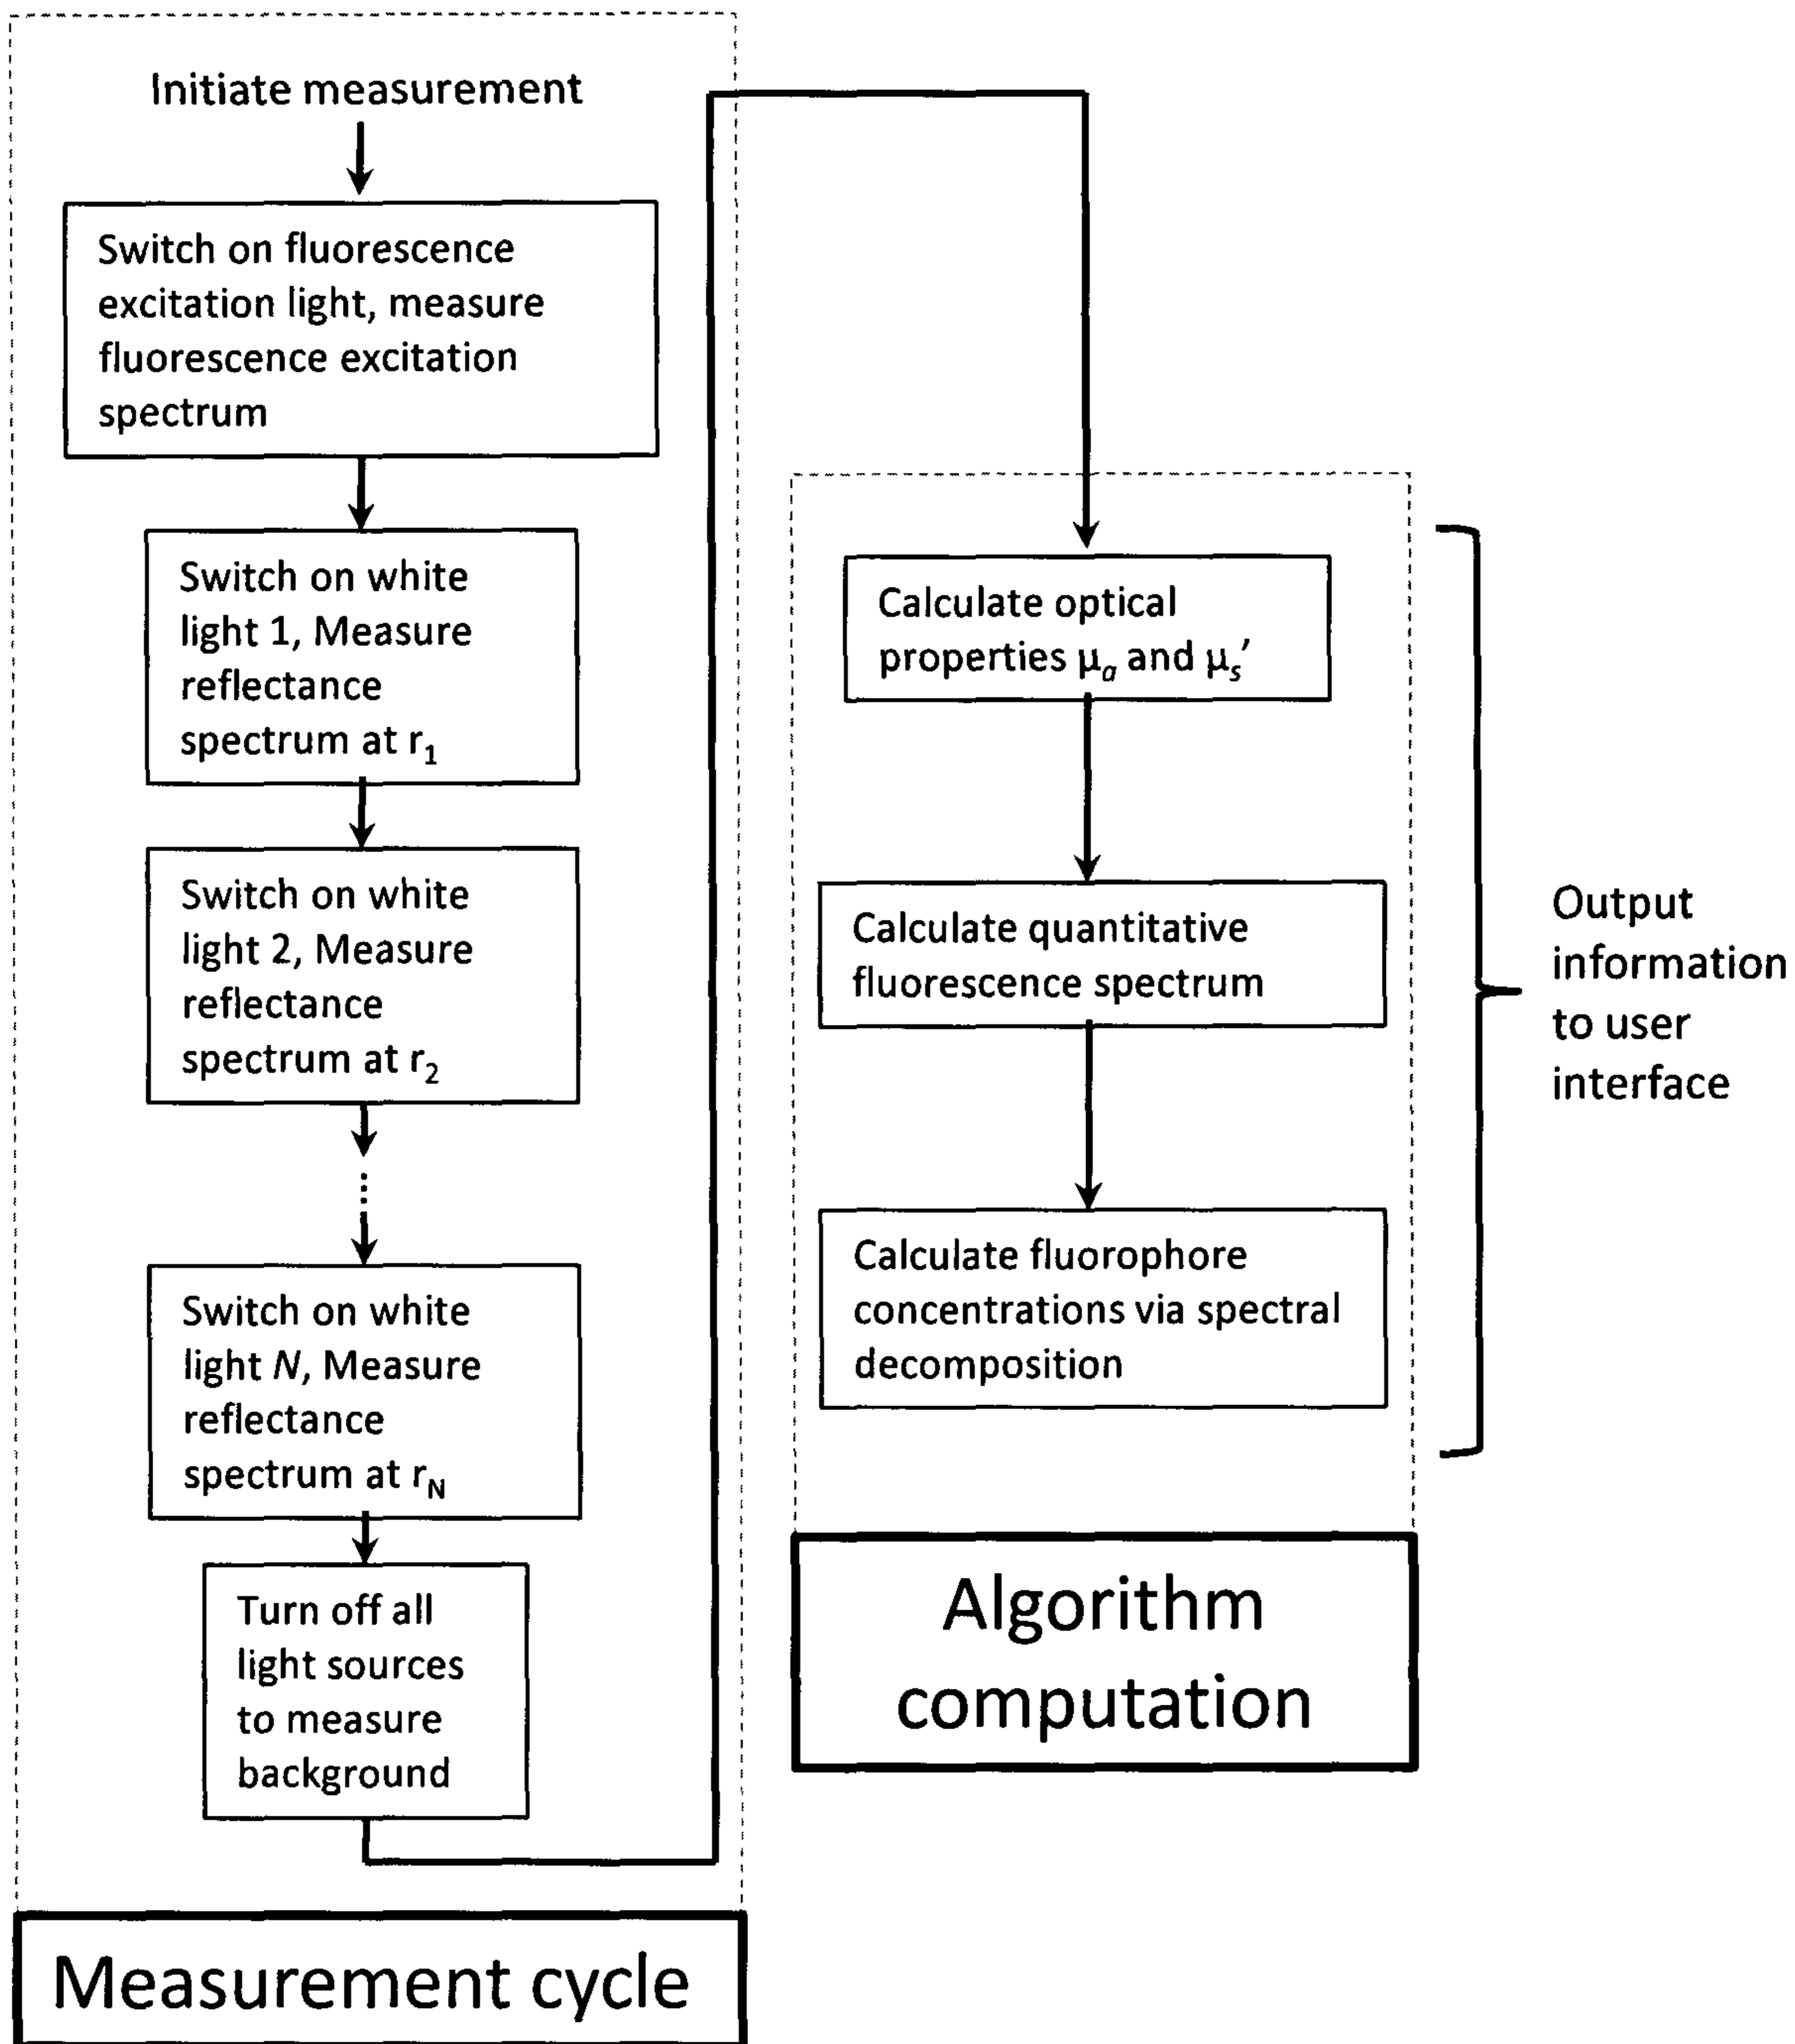 Initiate measurement
Switch on fluorescence
excitation light, measure
fluorescence excitation
spectrum
Switch on white
light 1, Measure
reflectance
spectrum at r₁
Switch on white
light 2, Measure
reflectance
spectrum at r₂
...
Switch on white
light N, Measure
reflectance
spectrum at r_N
Turn off all
light sources
to measure
background
Measurement cycle
Calculate optical
properties μₐ and μₛ’
Calculate quantitative
fluorescence spectrum
Calculate fluorophore
concentrations via spectral
decomposition
Algorithm
computation
Output
information
to user
interface